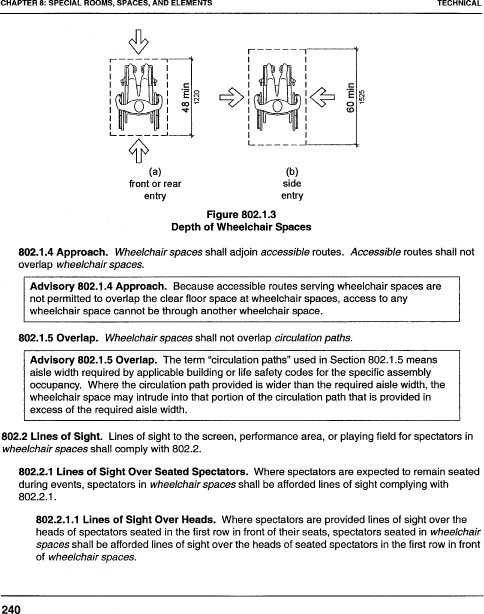 CHAPTER 8: SPECIAL ROOMS, SPACES, AND ELEMENTS TECHNICAL
48 min
1220
60 min
1525
(a)
front or rear
entry
(b)
side
entry
Figure 802.1.3
Depth of Wheelchair Spaces
802.1.4 Approach. Wheelchair spaces shall adjoin accessible routes. Accessible routes shall not
overlap wheelchair spaces.
Advisory 802.1.4 Approach. Because accessible routes serving wheelchair spaces are
not permitted to overlap the clear floor space at wheelchair spaces, access to any
wheelchair space cannot be through another wheelchair space.
802.1.5 Overlap. Wheelchair spaces shall not overlap circulation paths.
Advisory 802.1.5 Overlap. The term “circulation paths” used in Section 802.1.5 means
aisle width required by applicable building or life safety codes for the specific assembly
occupancy. Where the circulation path provided is wider than the required aisle width, the
wheelchair space may intrude into that portion of the circulation path that is provided in
excess of the required aisle width.
802.2 Lines of Sight. Lines of sight to the screen, performance area, or playing field for spectators in
wheelchair spaces shall comply with 802.2.
802.2.1 Lines of Sight Over Seated Spectators. Where spectators are expected to remain seated
during events, spectators in wheelchair spaces shall be afforded lines of sight complying with
802.2.1.
802.2.1.1 Lines of Sight Over Heads. Where spectators are provided lines of sight over the
heads of spectators seated in the first row in front of their seats, spectators seated in wheelchair
spaces shall be afforded lines of sight over the heads of seated spectators in the first row in front
of wheelchair spaces.
240